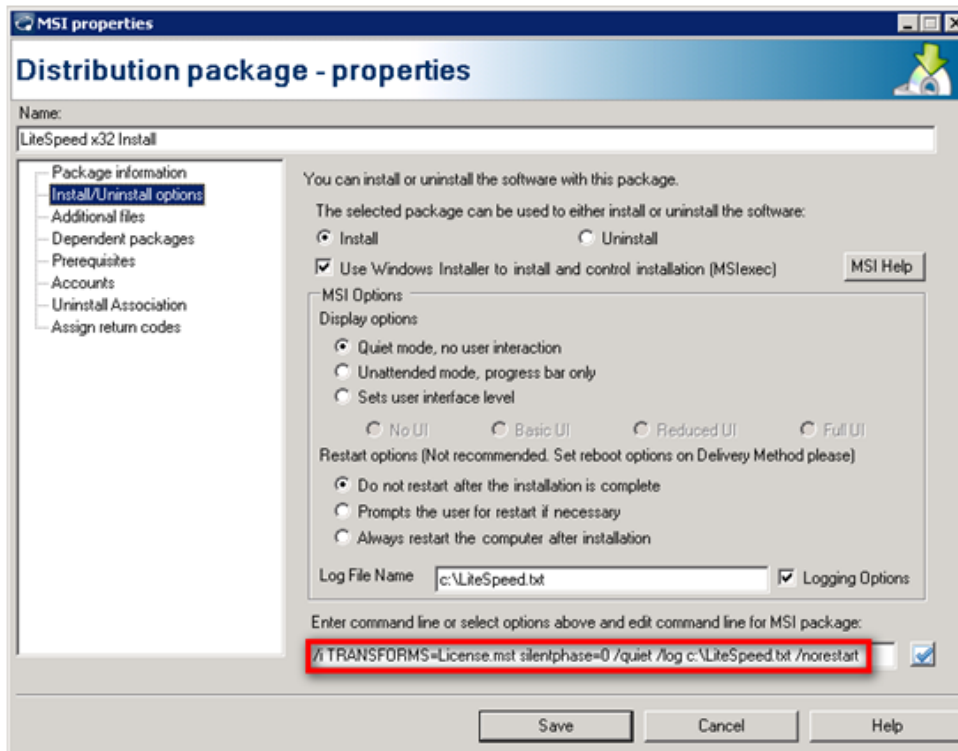 MSI properties
Distribution package - properties
Name:
LiteSpeed x32 Install
Package information
Install/Uninstall options
Additional files
Dependent packages
Prerequisites
Accounts
Uninstall Association
Assign return codes
You can install or uninstall the software with this package.
The selected package can be used to either install or uninstall the software:
Install Uninstall
Use Windows Installer to install and control installation (MSIexec) MSI Help
MSI Options
Display options
Quiet mode, no user interaction
Unattended mode, progress bar only
Sets user interface level
No UI Basic UI Reduced UI Full UI
Restart options (Not recommended. Set reboot options on Delivery Method please)
Do not restart after the installation is complete
Prompts the user for restart if necessary
Always restart the computer after installation
Log File Name c:\LiteSpeed.txt Logging Options
Enter command line or select options above and edit command line for MSI package:
/i TRANSFORMS=License.mst silentphase=0 /quiet /log c:\LiteSpeed.txt /norestart
Save Cancel Help